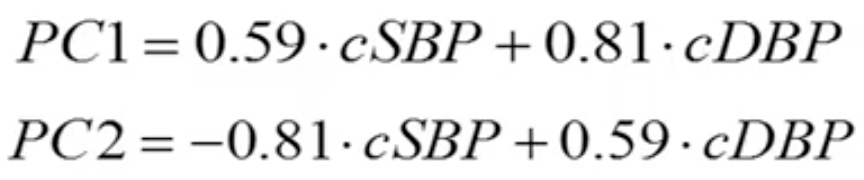 PC1 = 0.59 · cSBP + 0.81 · cDBP
PC2 = −0.81 · cSBP + 0.59 · cDBP